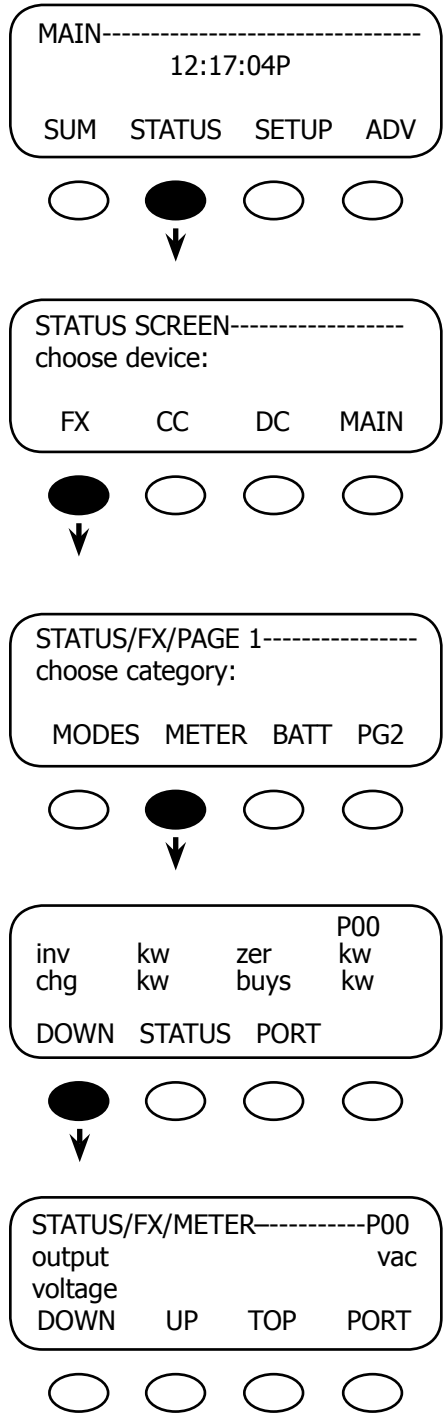 MAIN---------------------------------
12:17:04P
SUM STATUS SETUP ADV
STATUS SCREEN------------------
choose device:
FX CC DC MAIN
STATUS/FX/PAGE 1----------------
choose category:
MODES METER BATT PG2
P00
inv kw zer kw
chg kw buys kw
DOWN STATUS PORT
STATUS/FX/METER–-----------P00
output vac
voltage
DOWN UP TOP PORT